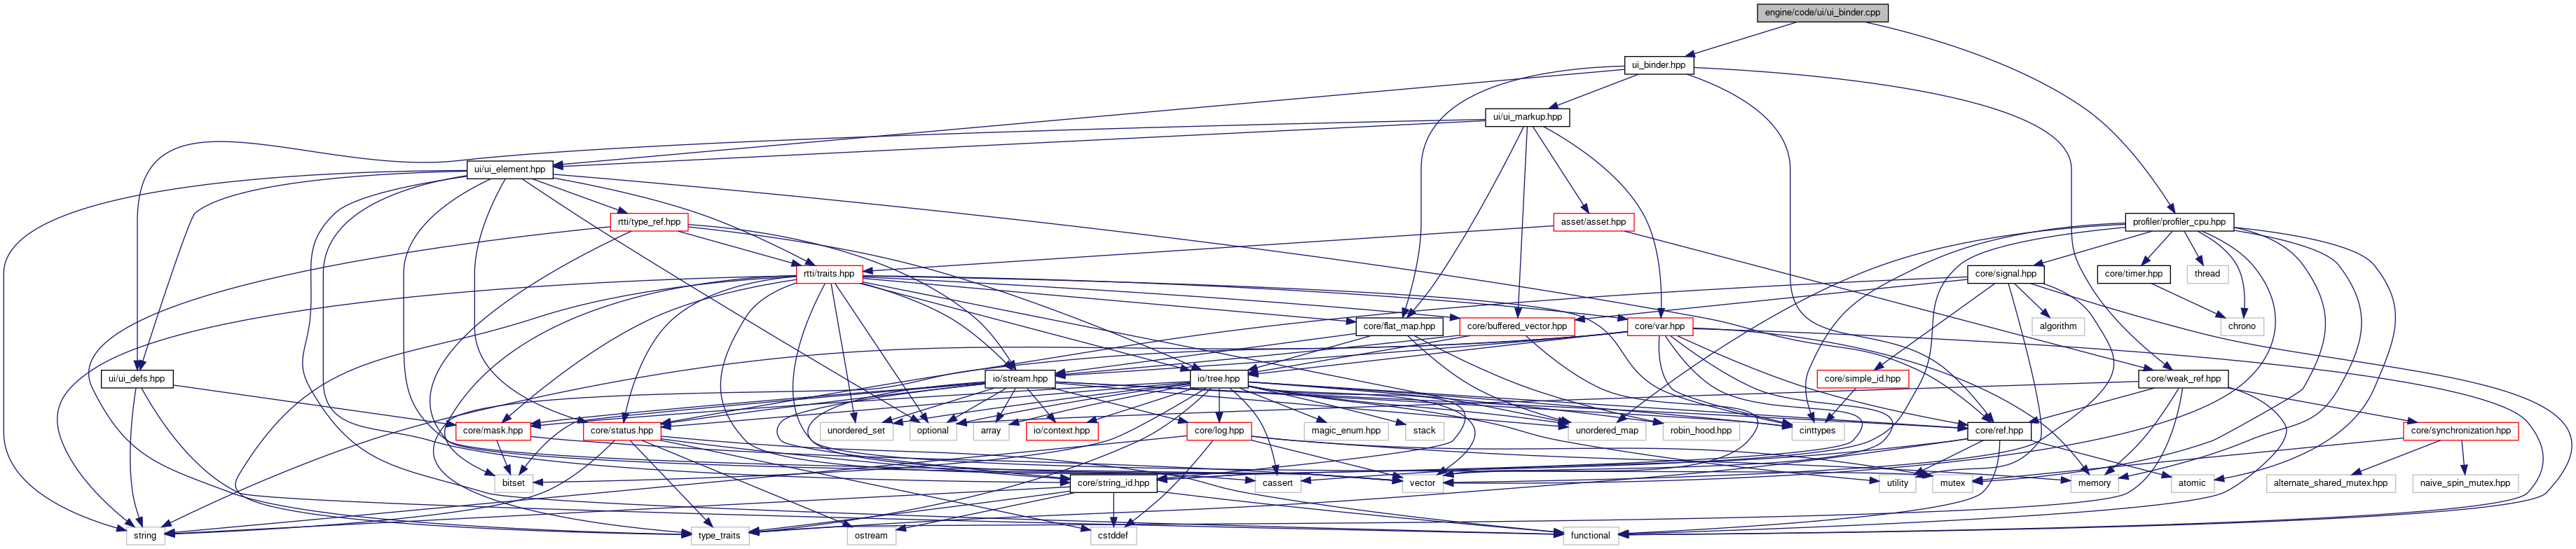 engine/code/ui/ui_binder.cpp
ui_binder.hpp
ui/ui_markup.hpp
ui/ui_element.hpp
rtti/type_ref.hpp
asset/asset.hpp
profiler/profiler_cpu.hpp
rtti/traits.hpp
core/signal.hpp
core/timer.hpp
thread
core/flat_map.hpp
core/buffered_vector.hpp
core/var.hpp
algorithm
chrono
ui/ui_defs.hpp
io/stream.hpp
io/tree.hpp
core/simple_id.hpp
core/weak_ref.hpp
core/mask.hpp
core/status.hpp
unordered_set
optional
array
io/context.hpp
core/log.hpp
magic_enum.hpp
stack
unordered_map
robin_hood.hpp
cinttypes
core/ref.hpp
core/synchronization.hpp
bitset
core/string_id.hpp
cassert
vector
utility
mutex
memory
atomic
alternate_shared_mutex.hpp
naive_spin_mutex.hpp
string
type_traits
ostream
cstddef
functional